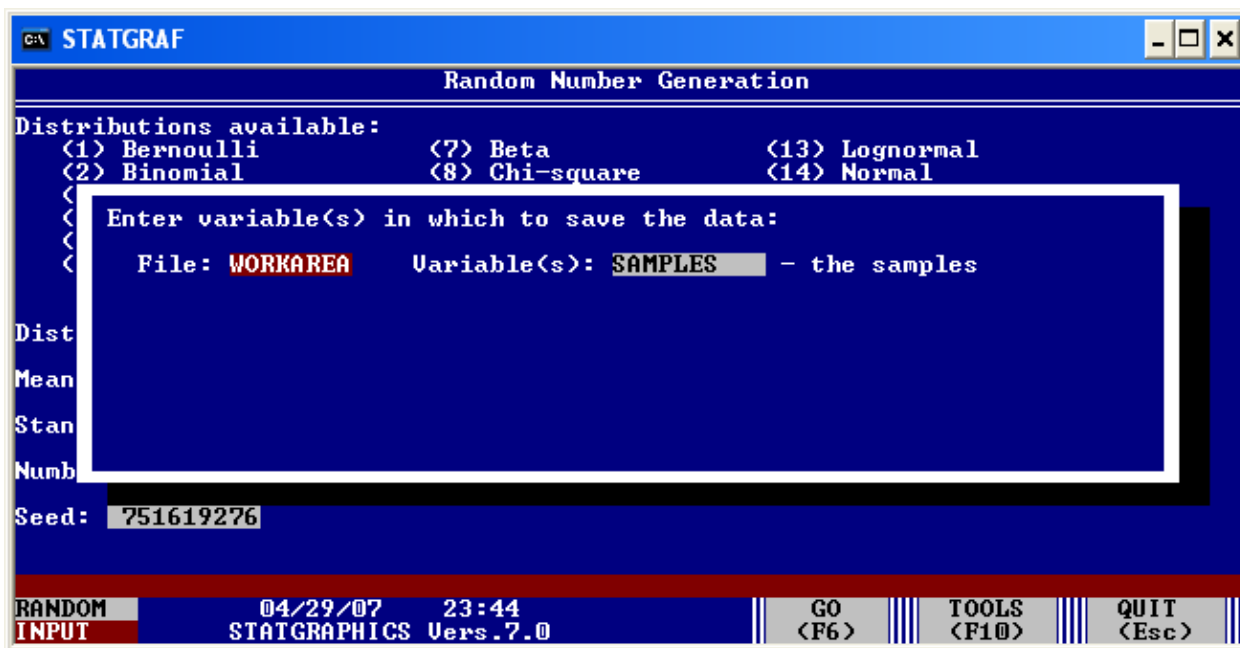 STATGRAF
Random Number Generation
Distributions available:
(1) Bernoulli (7) Beta (13) Lognormal
(2) Binomial (8) Chi-square (14) Normal
(
( Enter variable(s) in which to save the data:
(
( File: WORKAREA Variable(s): SAMPLES - the samples
Dist
Mean
Stan
Numb
Seed: 751619276
RANDOM 04/29/07 23:44 GO TOOLS QUIT
INPUT STATGRAPHICS Vers.7.0 (F6) (F10) (Esc)